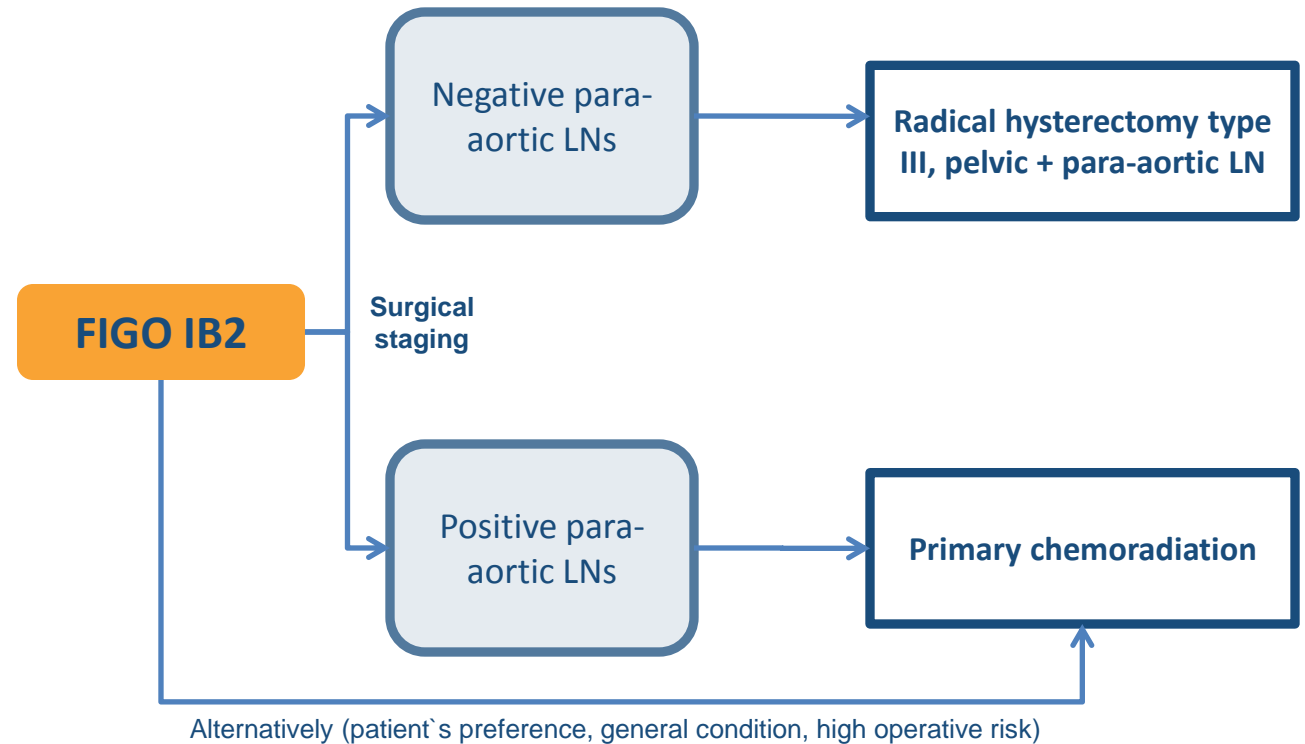 Negative para-
aortic LNs
Radical hysterectomy type
III, pelvic + para-aortic LN
FIGO IB2
Surgical
staging
Positive para-
aortic LNs
Primary chemoradiation
Alternatively (patient`s preference, general condition, high operative risk)